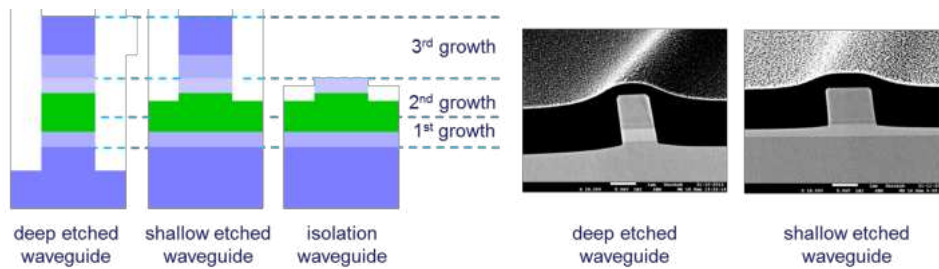 3rd growth
2nd growth
1st growth
deep etched
waveguide
shallow etched
waveguide
isolation
waveguide
deep etched
waveguide
shallow etched
waveguide